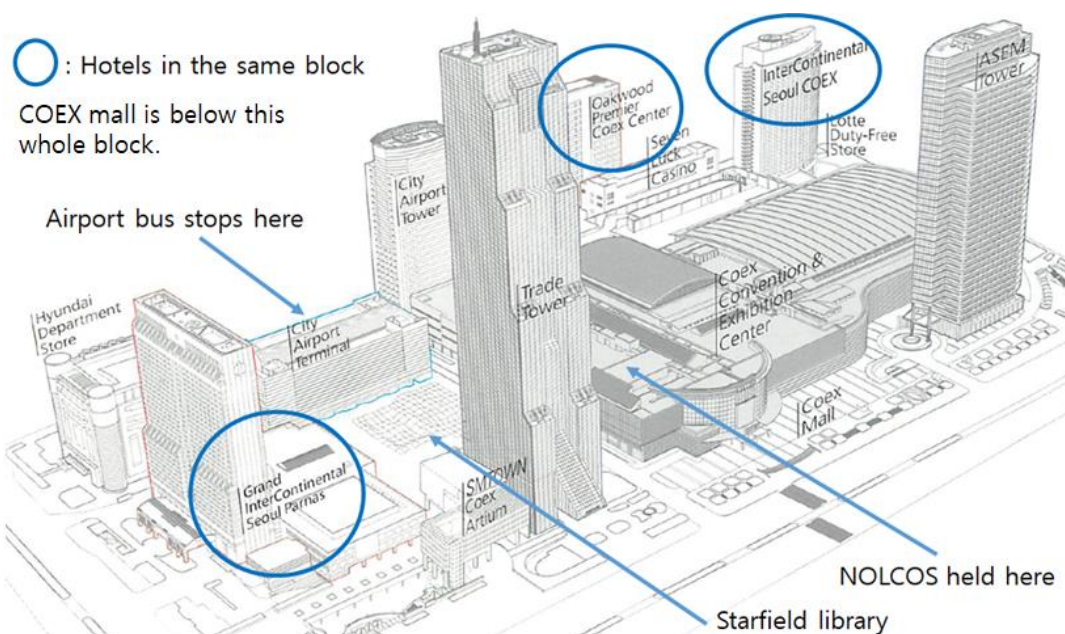 : Hotels in the same block
COEX mall is below this
whole block.
Airport bus stops here
Hyundai
Department
Store
City
Airport
Terminal
City
Airport
Tower
Oakwood
Premier
Coex Center
Seven
Luck
Casino
InterContinental
Seoul COEX
Lotte
Duty-Free
Store
ASEM
Tower
Trade
Tower
Coex
Convention &
Exhibition
Center
Coex
Mall
Grand
InterContinental
Seoul Parnas
SMTOWN
Coex
Artium
NOLCOS held here
Starfield library